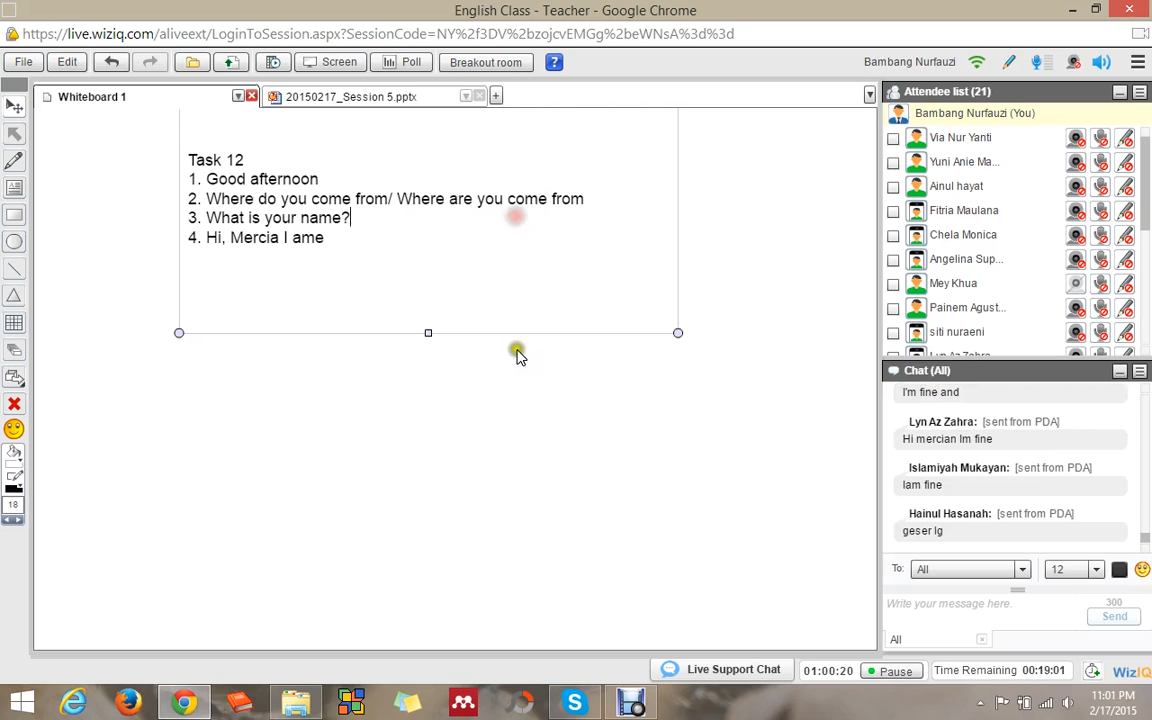 English Class - Teacher - Google Chrome
https://live.wiziq.com/aliveext/LoginToSession.aspx?SessionCode=NY%2f3DV%2bzojcvEMGg%2beWNsA%3d%3d
File Edit Screen Poll Breakout room ? Bambang Nurfauzi
Whiteboard 1 20150217_Session 5.pptx +
Attendee list (21)
Bambang Nurfauzi (You)
Via Nur Yanti
Yuni Anie Ma...
Ainul hayat
Fitria Maulana
Chela Monica
Angelina Sup...
Mey Khua
Painem Agust...
siti nuraeni
Lyn Az Zahra
Task 12
1. Good afternoon
2. Where do you come from/ Where are you come from
3. What is your name?
4. Hi, Mercia I ame
18
Chat (All)
I'm fine and
Lyn Az Zahra: [sent from PDA]
Hi mercian Im fine
Islamiyah Mukayan: [sent from PDA]
Iam fine
Hainul Hasanah: [sent from PDA]
geser lg
To: All 12
Write your message here. 300
Send
All
Live Support Chat 01:00:20 Pause Time Remaining 00:19:01 WizIQ
11:01 PM
2/17/2015